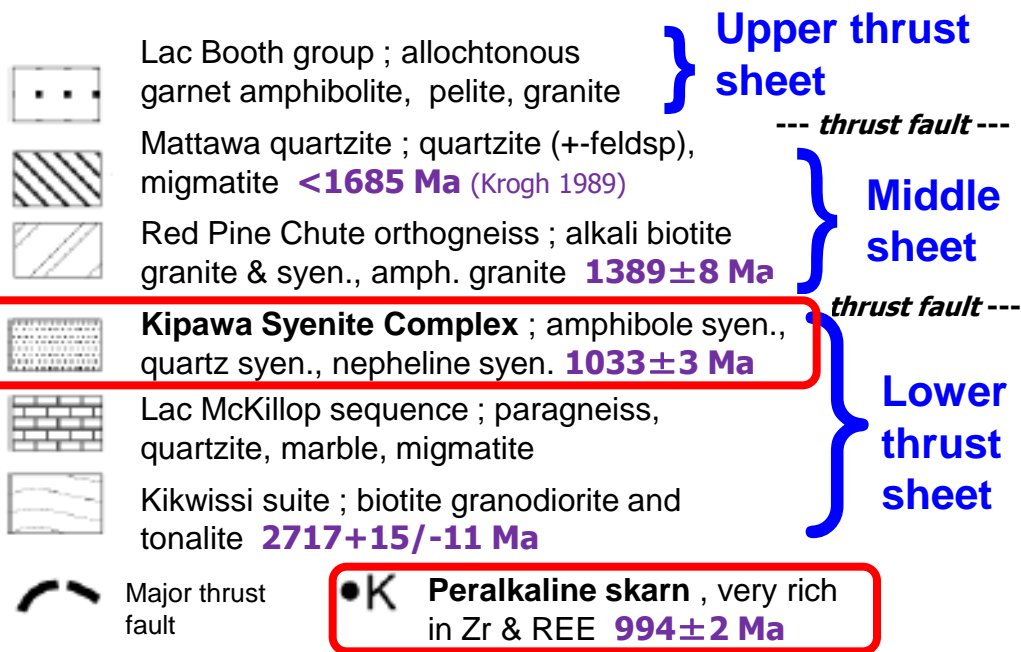 Lac Booth group ; allochtonous
garnet amphibolite, pelite, granite
} Upper thrust
sheet
--- thrust fault ---
Mattawa quartzite ; quartzite (+-feldsp),
migmatite <1685 Ma (Krogh 1989)
Red Pine Chute orthogneiss ; alkali biotite
granite & syen., amph. granite 1389±8 Ma
} Middle
sheet
thrust fault ---
Kipawa Syenite Complex ; amphibole syen.,
quartz syen., nepheline syen. 1033±3 Ma
Lac McKillop sequence ; paragneiss,
quartzite, marble, migmatite
Kikwissi suite ; biotite granodiorite and
tonalite 2717+15/-11 Ma
} Lower
thrust
sheet
Major thrust
fault
•K Peralkaline skarn , very rich
in Zr & REE 994±2 Ma